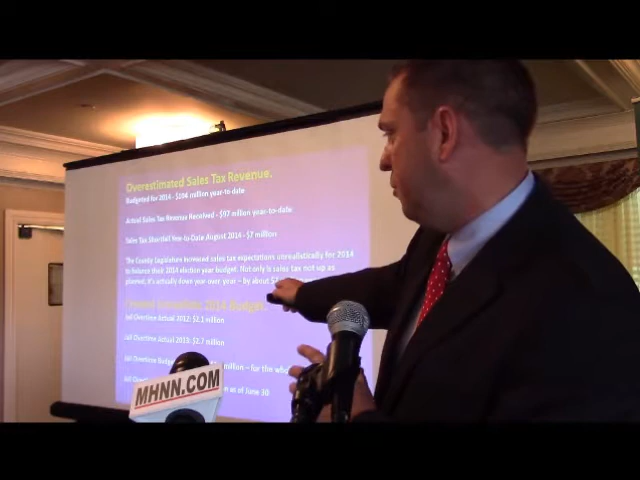 Overestimated Sales Tax Revenue.
Budgeted for 2014 - $104 million year-to-date
Actual Sales Tax Revenue Received - $97 million year-to-date
Sales Tax Shortfall Year-to-Date August 2014 - $7 million
The County Legislature increased sales tax expectations unrealistically for 2014
to balance their 2014 election year budget. Not only is sales tax not up as
planned, it's actually down year-over-year - by about
2014 Budget.
Jail Overtime Actual 2012: $2.1 million
Jail Overtime Actual 2013: $2.7 million
Jail Overtime million - for the
as of June 30
MHNN.COM